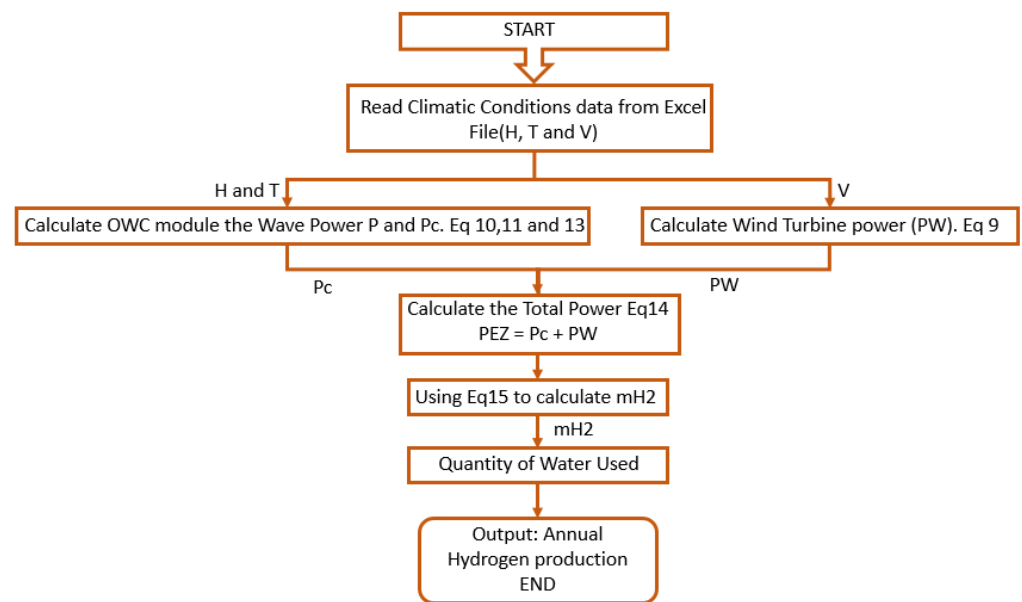 START
Read Climatic Conditions data from Excel
File(H, T and V)
H and T
V
Calculate OWC module the Wave Power P and Pc. Eq 10,11 and 13
Calculate Wind Turbine power (PW). Eq 9
Pc
PW
Calculate the Total Power Eq14
PEZ = Pc + PW
Using Eq15 to calculate mH2
mH2
Quantity of Water Used
Output: Annual
Hydrogen production
END